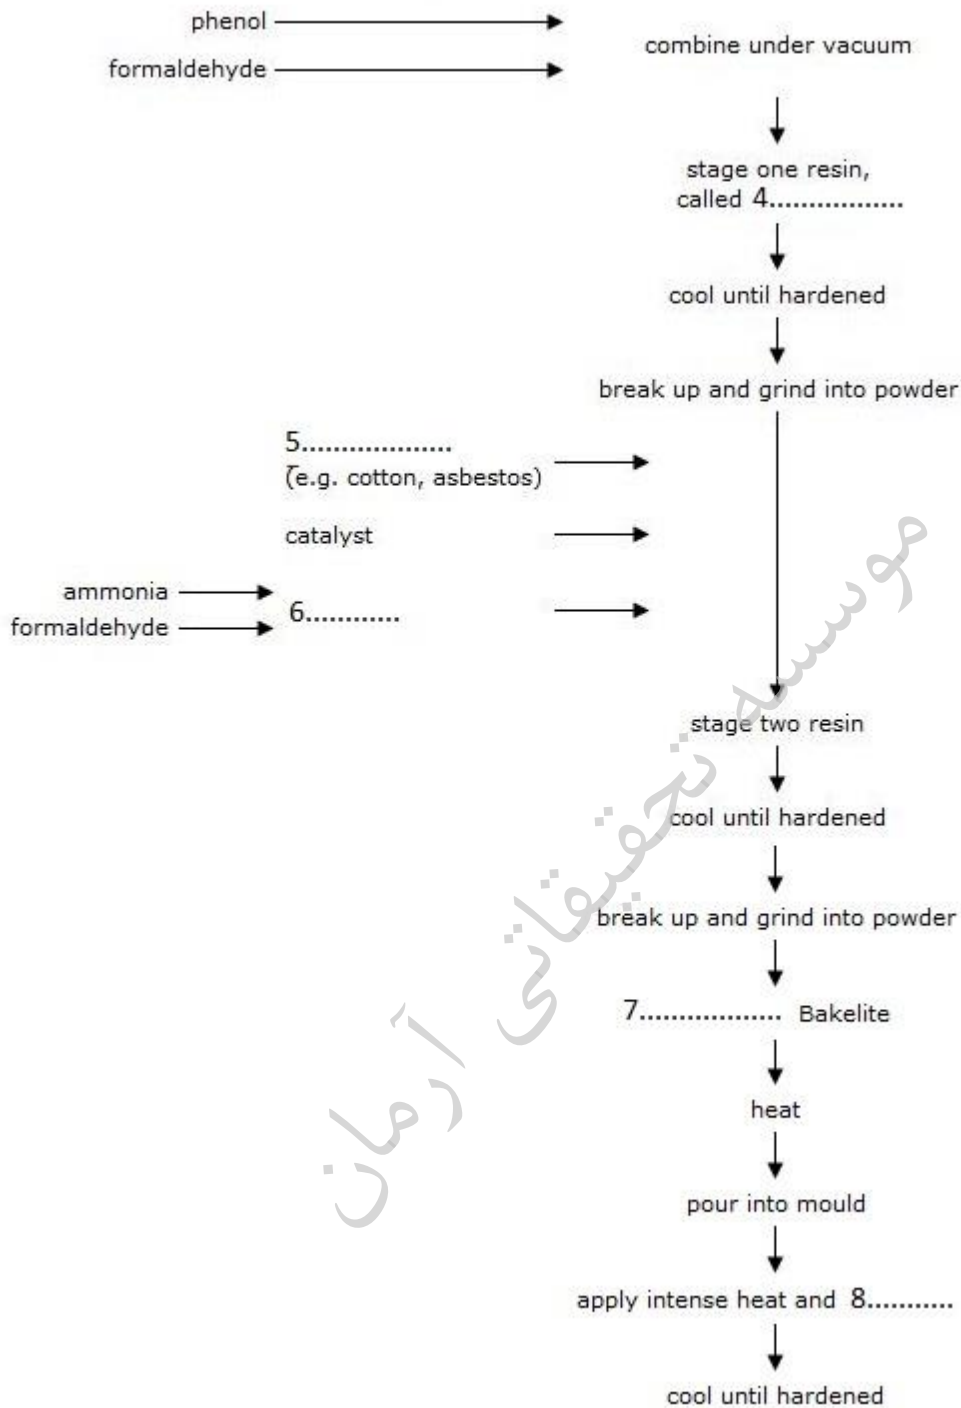 phenol
formaldehyde
combine under vacuum
stage one resin,
called 4..................
cool until hardened
break up and grind into powder
5...................
(e.g. cotton, asbestos)
catalyst
ammonia
formaldehyde
6............
stage two resin
cool until hardened
break up and grind into powder
7.................. Bakelite
heat
pour into mould
apply intense heat and 8...........
cool until hardened
موسسه تحقیقاتی آرمان